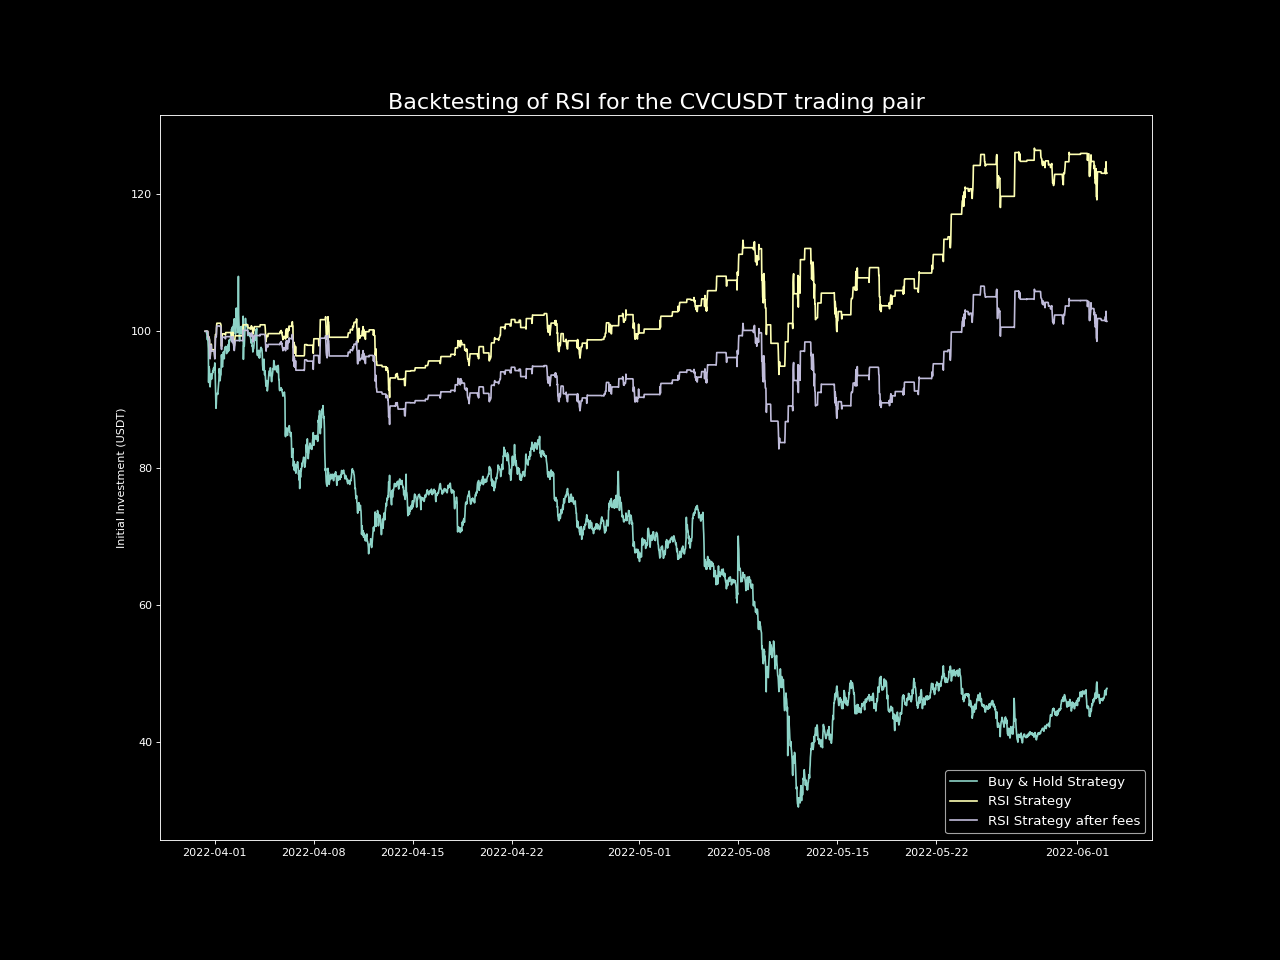 Backtesting of RSI for the CVCUSDT trading pair
Initial Investment (USDT)
120
100
80
60
40
2022-04-01 2022-04-08 2022-04-15 2022-04-22 2022-05-01 2022-05-08 2022-05-15 2022-05-22 2022-06-01
Buy & Hold Strategy
RSI Strategy
RSI Strategy after fees